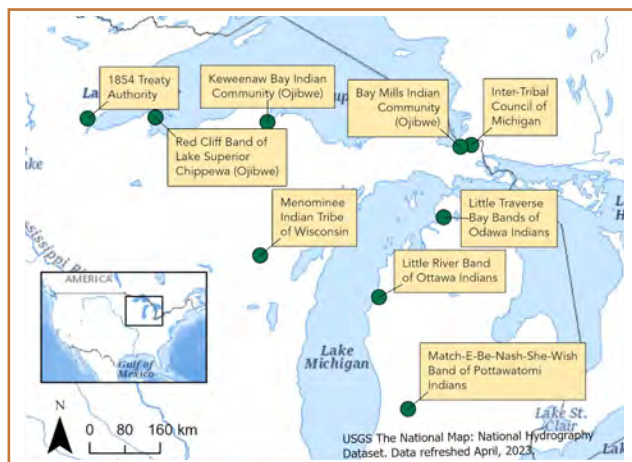 1854 Treaty
Authority
Keweenaw Bay Indian
Community (Ojibwe)
Bay Mills Indian
Community
(Ojibwe)
Inter-Tribal
Council of
Michigan
Red Cliff Band of
Lake Superior
Chippewa (Ojibwe)
Menominee
Indian Tribe
of Wisconsin
Little Traverse
Bay Bands of
Odawa Indians
Little River Band
of Ottawa Indians
Lake
Michigan
Match-E-Be-Nash-She-Wish
Band of Pottawatomi
Indians
Lake St.
Clair
AMERICA
Gulf of
Mexico
N
0 80 160 km
USGS The National Map: National Hydrography
Dataset. Data refreshed April, 2023.